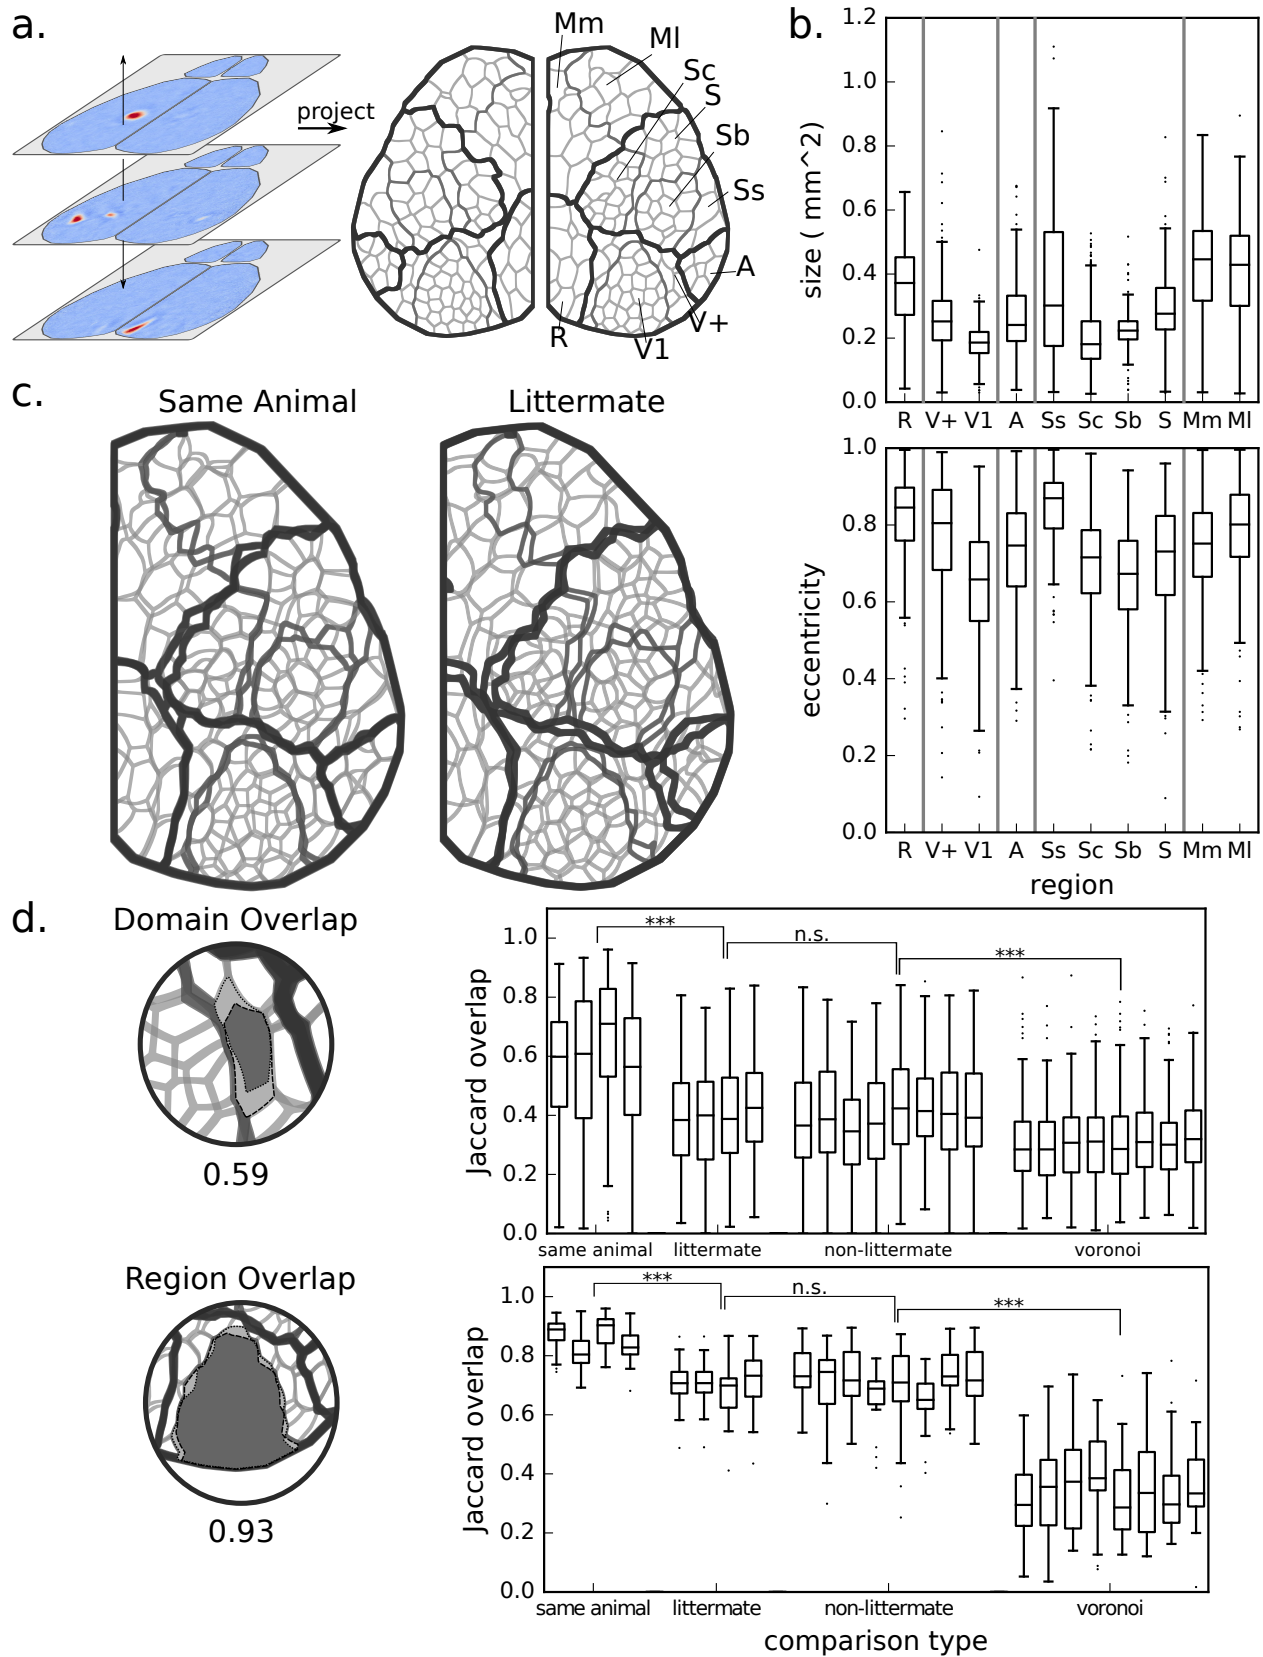 a.
project
Mm
Ml
Sc
S
Sb
Ss
A
V+
V1
R
b.
size ( mm^2)
1.2
1.0
0.8
0.6
0.4
0.2
0.0
R V+ V1 A Ss Sc Sb S Mm Ml
eccentricity
1.0
0.8
0.6
0.4
0.2
0.0
R V+ V1 A Ss Sc Sb S Mm Ml
region
c.
Same Animal
Littermate
d.
Domain Overlap
0.59
Jaccard overlap
1.0
0.8
0.6
0.4
0.2
0.0
***
n.s.
***
same animal littermate non-littermate voronoi
Region Overlap
0.93
Jaccard overlap
1.0
0.8
0.6
0.4
0.2
0.0
***
n.s.
***
same animal littermate non-littermate voronoi
comparison type